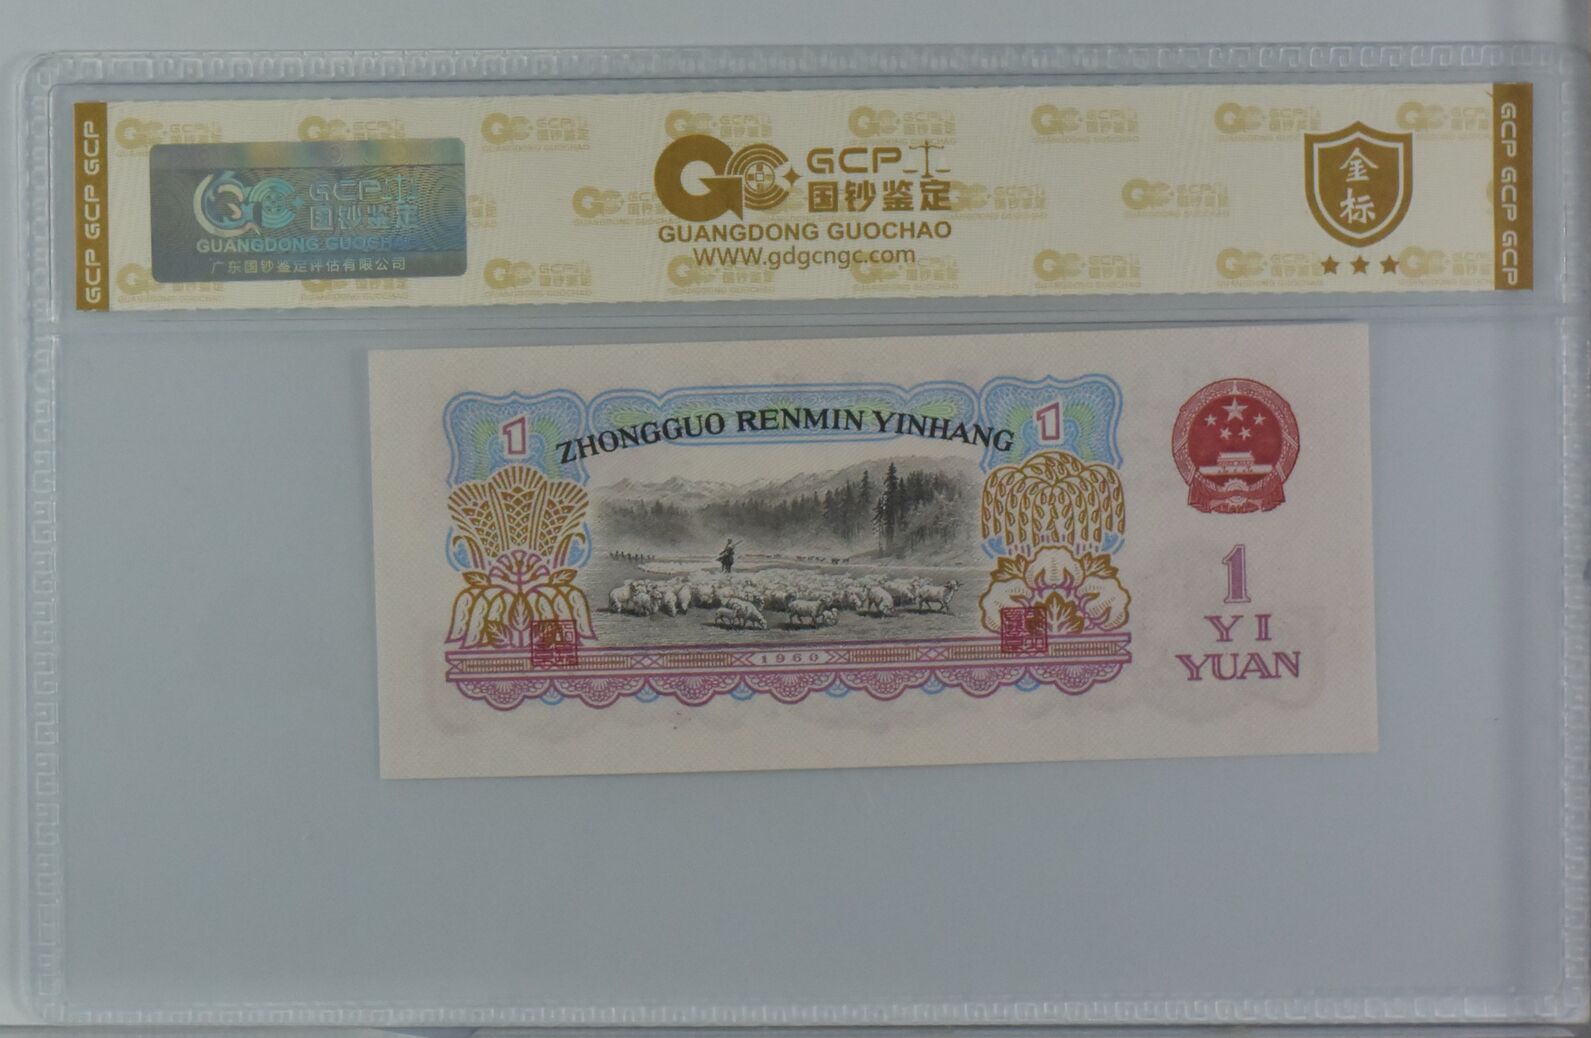 GCP GCP GCP
GCP
国钞鉴定
GUANGDONG GUOCHAO
广东国钞鉴定评估有限公司
GCP
国钞鉴定
GUANGDONG GUOCHAO
WWW.gdgcngc.com
金标
GCP GCP GCP
1
ZHONGGUO RENMIN YINHANG
1
1
YI
YUAN
1960